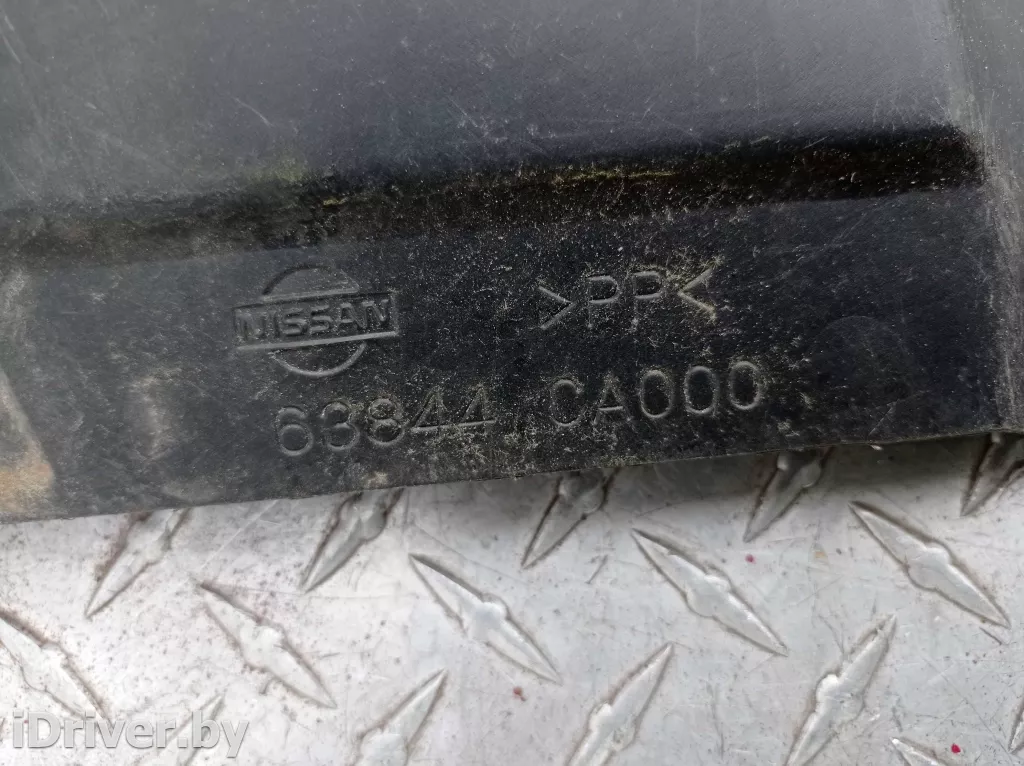 NISSAN >PP<
63844 CA000
iDriver.by